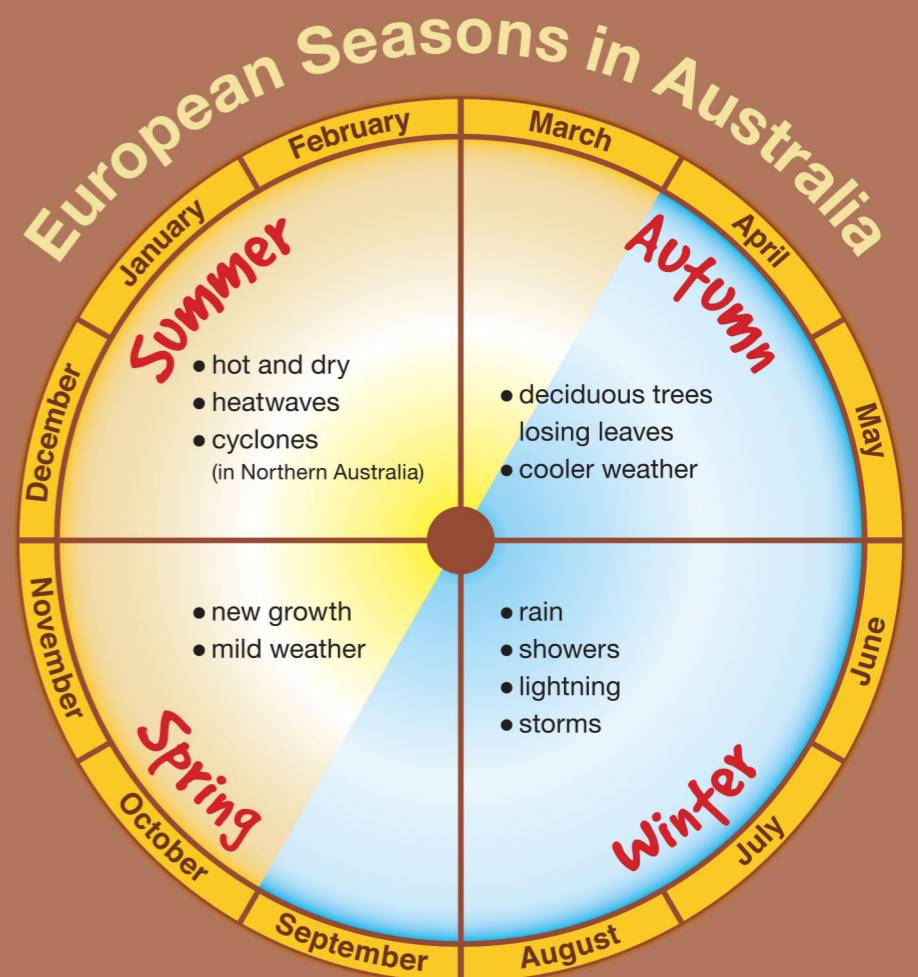 European Seasons in Australia
January
February
March
April
May
June
July
August
September
October
November
December
Summer
• hot and dry
• heatwaves
• cyclones
(in Northern Australia)
Autumn
• deciduous trees
losing leaves
• cooler weather
Winter
• rain
• showers
• lightning
• storms
Spring
• new growth
• mild weather